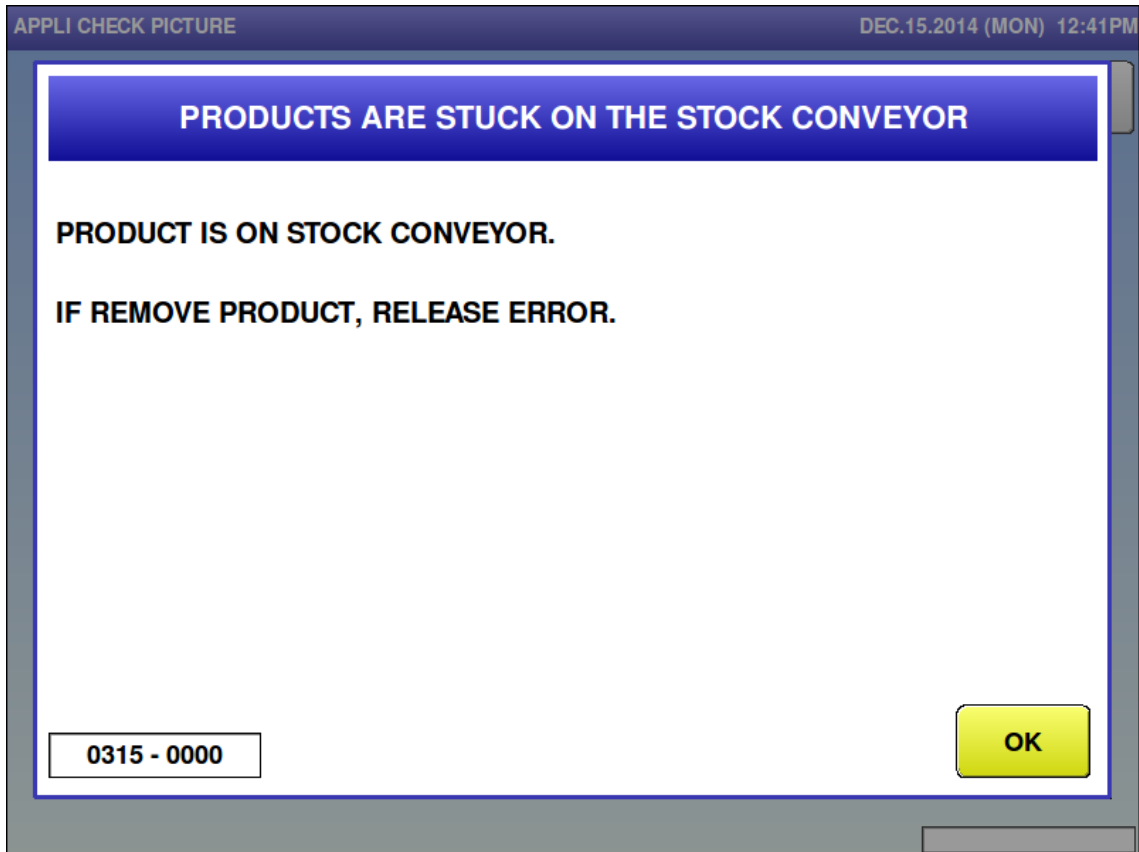 APPLI CHECK PICTURE DEC.15.2014 (MON) 12:41PM
PRODUCTS ARE STUCK ON THE STOCK CONVEYOR
PRODUCT IS ON STOCK CONVEYOR.
IF REMOVE PRODUCT, RELEASE ERROR.
0315 - 0000
OK